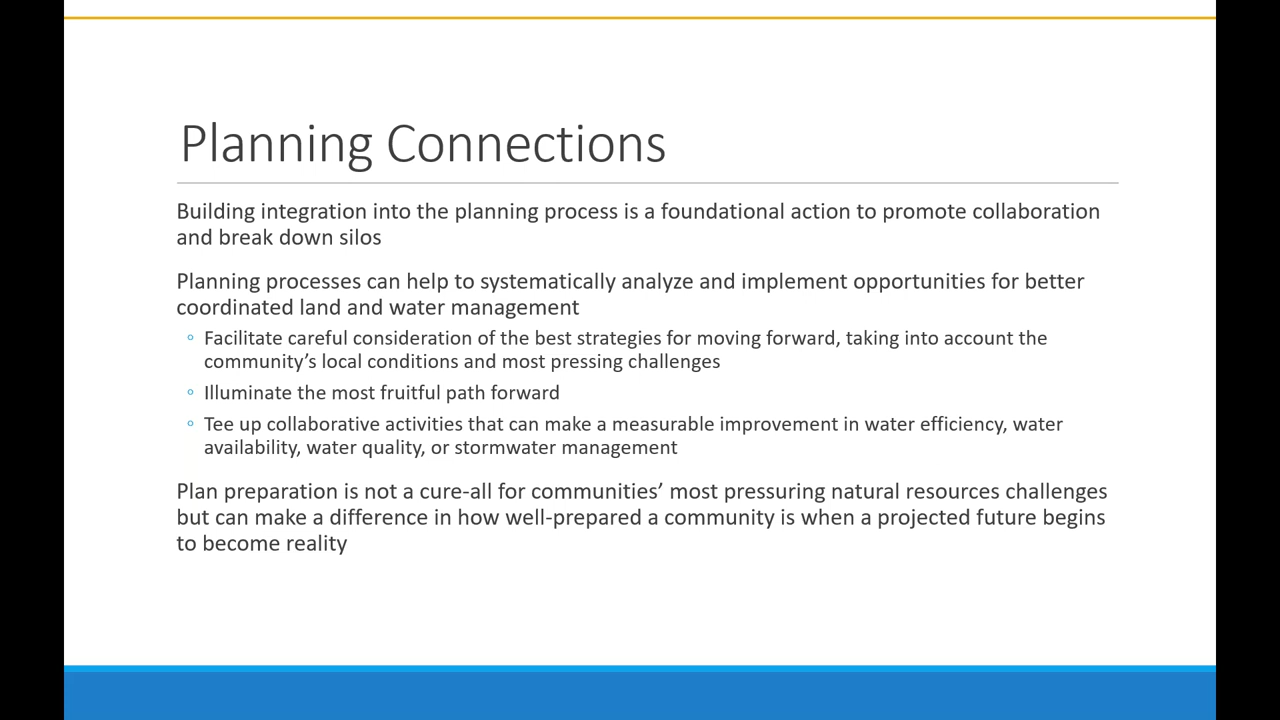 Planning Connections
Building integration into the planning process is a foundational action to promote collaboration
and break down silos
Planning processes can help to systematically analyze and implement opportunities for better
coordinated land and water management
◦ Facilitate careful consideration of the best strategies for moving forward, taking into account the
community’s local conditions and most pressing challenges
◦ Illuminate the most fruitful path forward
◦ Tee up collaborative activities that can make a measurable improvement in water efficiency, water
availability, water quality, or stormwater management
Plan preparation is not a cure-all for communities’ most pressuring natural resources challenges
but can make a difference in how well-prepared a community is when a projected future begins
to become reality